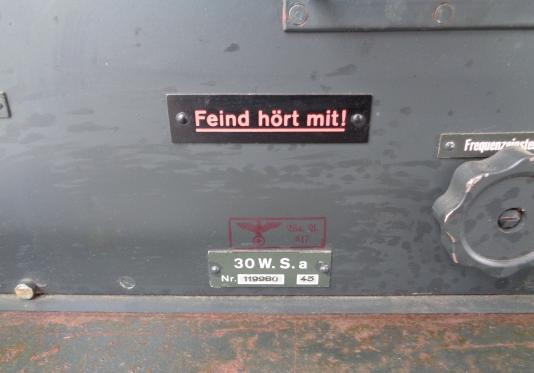 Feind hört mit!
30 W. S. a
Nr. 119980 43